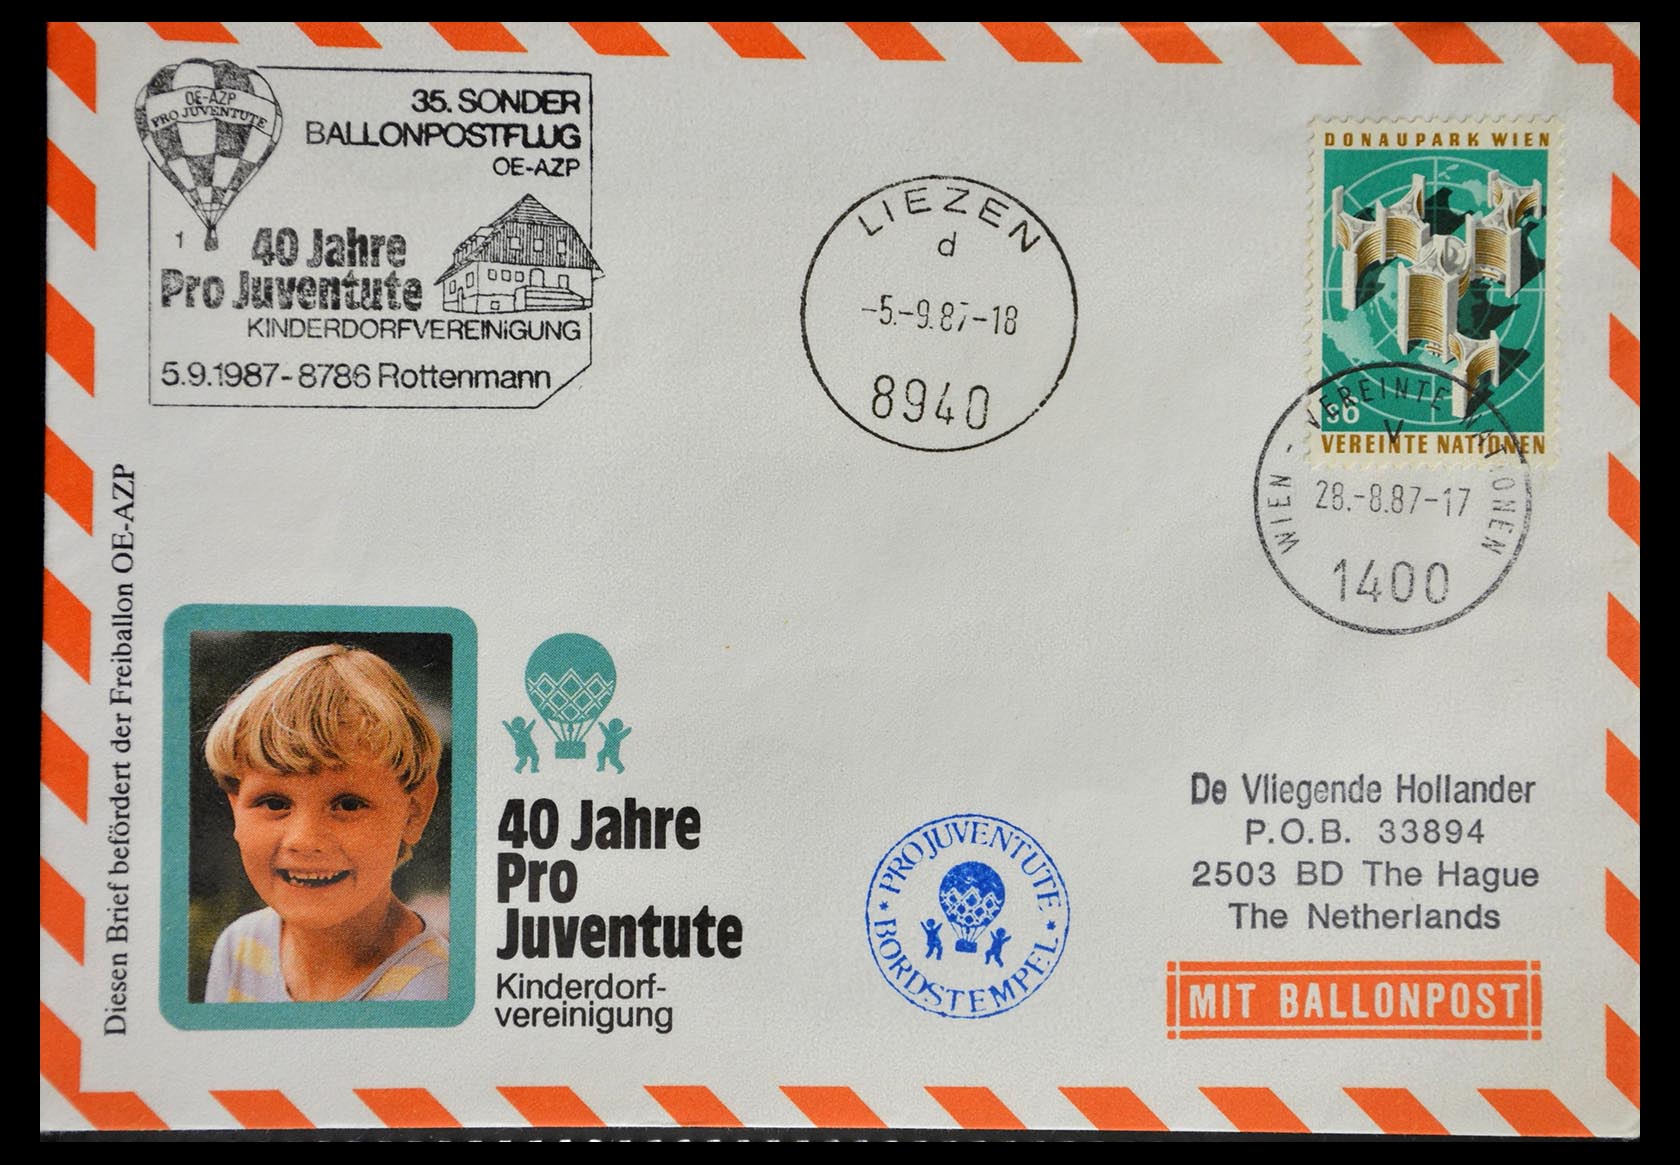 OE-AZP
PRO JUVENTUTE
35. SONDER
BALLONPOSTFLUG
OE-AZP
1
40 Jahre
Pro Juventute
KINDERDORFVEREINIGUNG
5.9.1987-8786 Rottenmann
LIEZEN
d
-5.-9.87-18
8940
DONAUPARK WIEN
VEREINTE NATIONEN
WIEN - VEREINTE NATIONEN
V
28.-8.87-17
1400
Diesen Brief befördert der Freiballon OE-AZP
40 Jahre
Pro
Juventute
Kinderdorf-
vereinigung
PRO JUVENTUTE
BORDSTEMPEL
De Vliegende Hollander
P.O.B. 33894
2503 BD The Hague
The Netherlands
MIT BALLONPOST